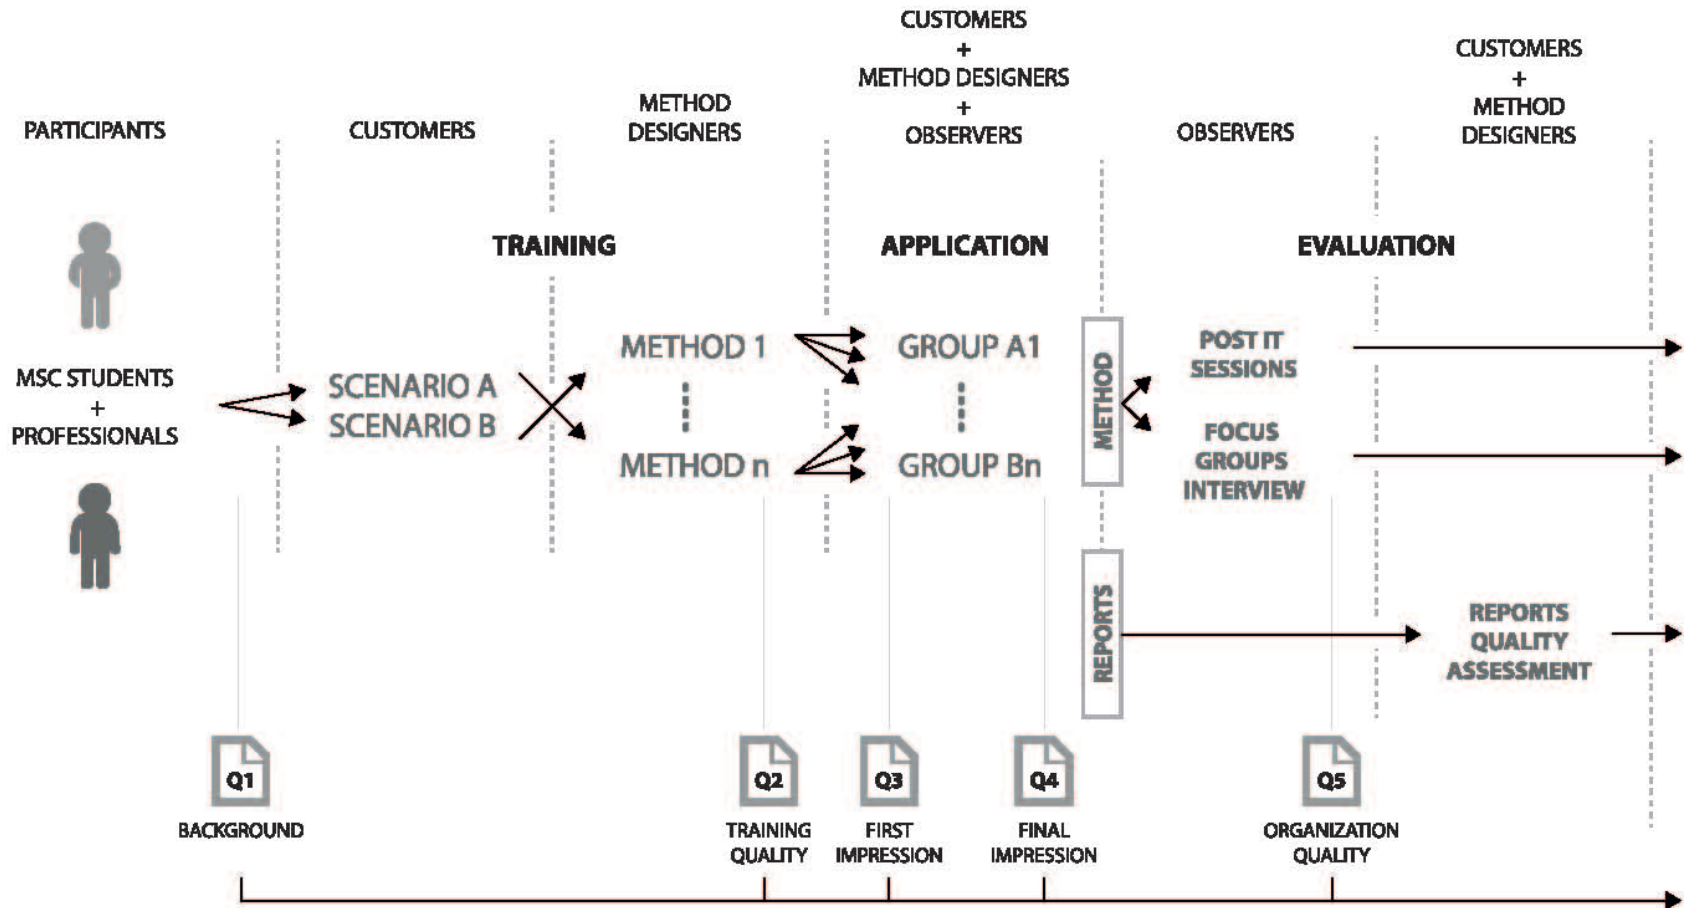 PARTICIPANTS
CUSTOMERS
METHOD
DESIGNERS
CUSTOMERS
+
METHOD DESIGNERS
+
OBSERVERS
OBSERVERS
CUSTOMERS
+
METHOD
DESIGNERS
TRAINING
APPLICATION
EVALUATION
MSC STUDENTS
+
PROFESSIONALS
SCENARIO A
SCENARIO B
METHOD 1
METHOD n
GROUP A1
GROUP Bn
METHOD
POST IT
SESSIONS
FOCUS
GROUPS
INTERVIEW
REPORTS
REPORTS
QUALITY
ASSESSMENT
Q1
BACKGROUND
Q2
TRAINING
QUALITY
Q3
FIRST
IMPRESSION
Q4
FINAL
IMPRESSION
Q5
ORGANIZATION
QUALITY